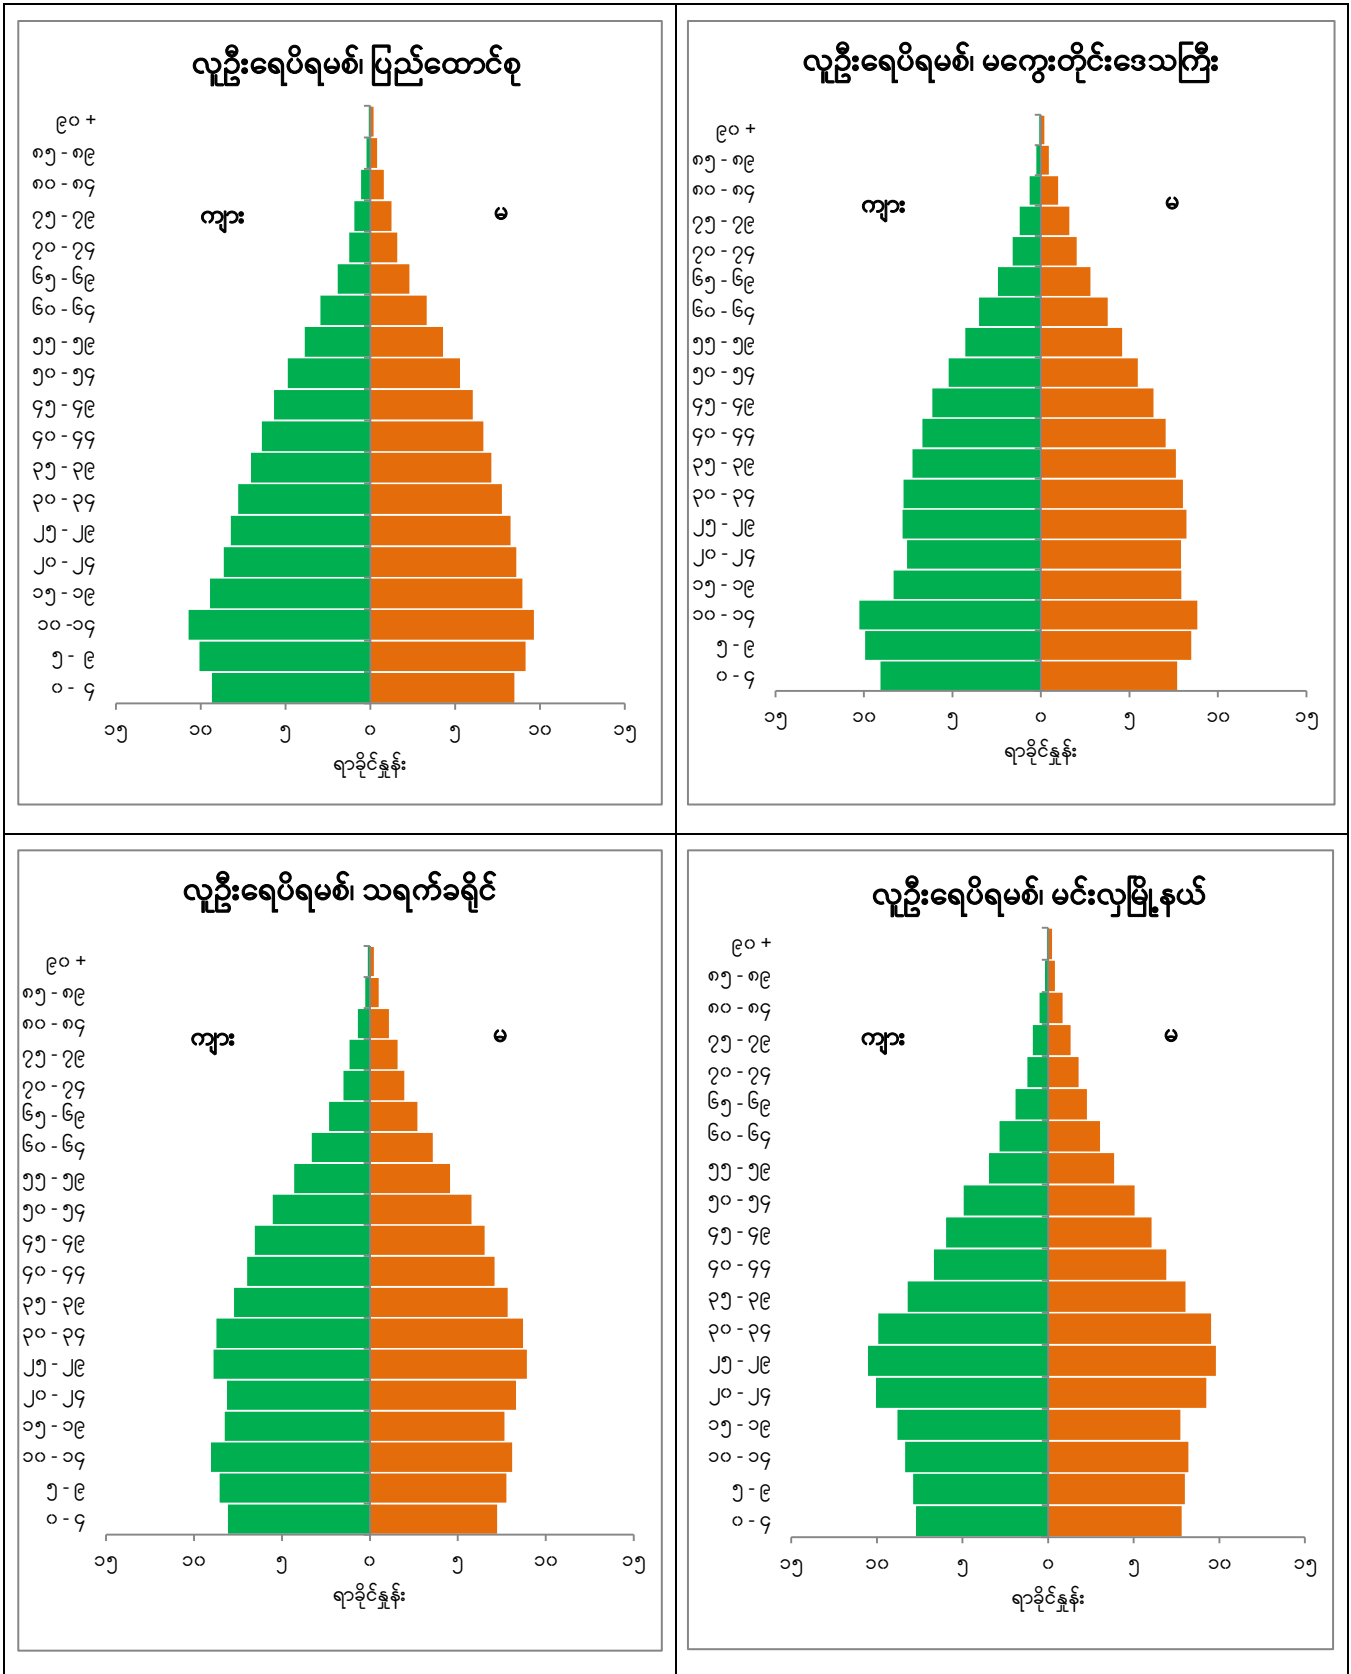 လူဦးရေပိရမစ်၊ ပြည်ထောင်စု
၉၀ +
၈၅ - ၈၉
၈၀ - ၈၄
၇၅ - ၇၉
၇၀ - ၇၄
၆၅ - ၆၉
၆၀ - ၆၄
၅၅ - ၅၉
၅၀ - ၅၄
၄၅ - ၄၉
၄၀ - ၄၄
၃၅ - ၃၉
၃၀ - ၃၄
၂၅ - ၂၉
၂၀ - ၂၄
၁၅ - ၁၉
၁၀ -၁၄
၅ - ၉
၀ - ၄
ကျား မ
၁၅ ၁၀ ၅ ၀ ၅ ၁၀ ၁၅
ရာခိုင်နှုန်း
လူဦးရေပိရမစ်၊ မကွေးတိုင်းဒေသကြီး
၉၀ +
၈၅ - ၈၉
၈၀ - ၈၄
၇၅ - ၇၉
၇၀ - ၇၄
၆၅ - ၆၉
၆၀ - ၆၄
၅၅ - ၅၉
၅၀ - ၅၄
၄၅ - ၄၉
၄၀ - ၄၄
၃၅ - ၃၉
၃၀ - ၃၄
၂၅ - ၂၉
၂၀ - ၂၄
၁၅ - ၁၉
၁၀ - ၁၄
၅ - ၉
၀ - ၄
ကျား မ
၁၅ ၁၀ ၅ ၀ ၅ ၁၀ ၁၅
ရာခိုင်နှုန်း
လူဦးရေပိရမစ်၊ သရက်ခရိုင်
၉၀ +
၈၅ - ၈၉
၈၀ - ၈၄
၇၅ - ၇၉
၇၀ - ၇၄
၆၅ - ၆၉
၆၀ - ၆၄
၅၅ - ၅၉
၅၀ - ၅၄
၄၅ - ၄၉
၄၀ - ၄၄
၃၅ - ၃၉
၃၀ - ၃၄
၂၅ - ၂၉
၂၀ - ၂၄
၁၅ - ၁၉
၁၀ - ၁၄
၅ - ၉
၀ - ၄
ကျား မ
၁၅ ၁၀ ၅ ၀ ၅ ၁၀ ၁၅
ရာခိုင်နှုန်း
လူဦးရေပိရမစ်၊ မင်းလှမြို့နယ်
၉၀ +
၈၅ - ၈၉
၈၀ - ၈၄
၇၅ - ၇၉
၇၀ - ၇၄
၆၅ - ၆၉
၆၀ - ၆၄
၅၅ - ၅၉
၅၀ - ၅၄
၄၅ - ၄၉
၄၀ - ၄၄
၃၅ - ၃၉
၃၀ - ၃၄
၂၅ - ၂၉
၂၀ - ၂၄
၁၅ - ၁၉
၁၀ - ၁၄
၅ - ၉
၀ - ၄
ကျား မ
၁၅ ၁၀ ၅ ၀ ၅ ၁၀ ၁၅
ရာခိုင်နှုန်း